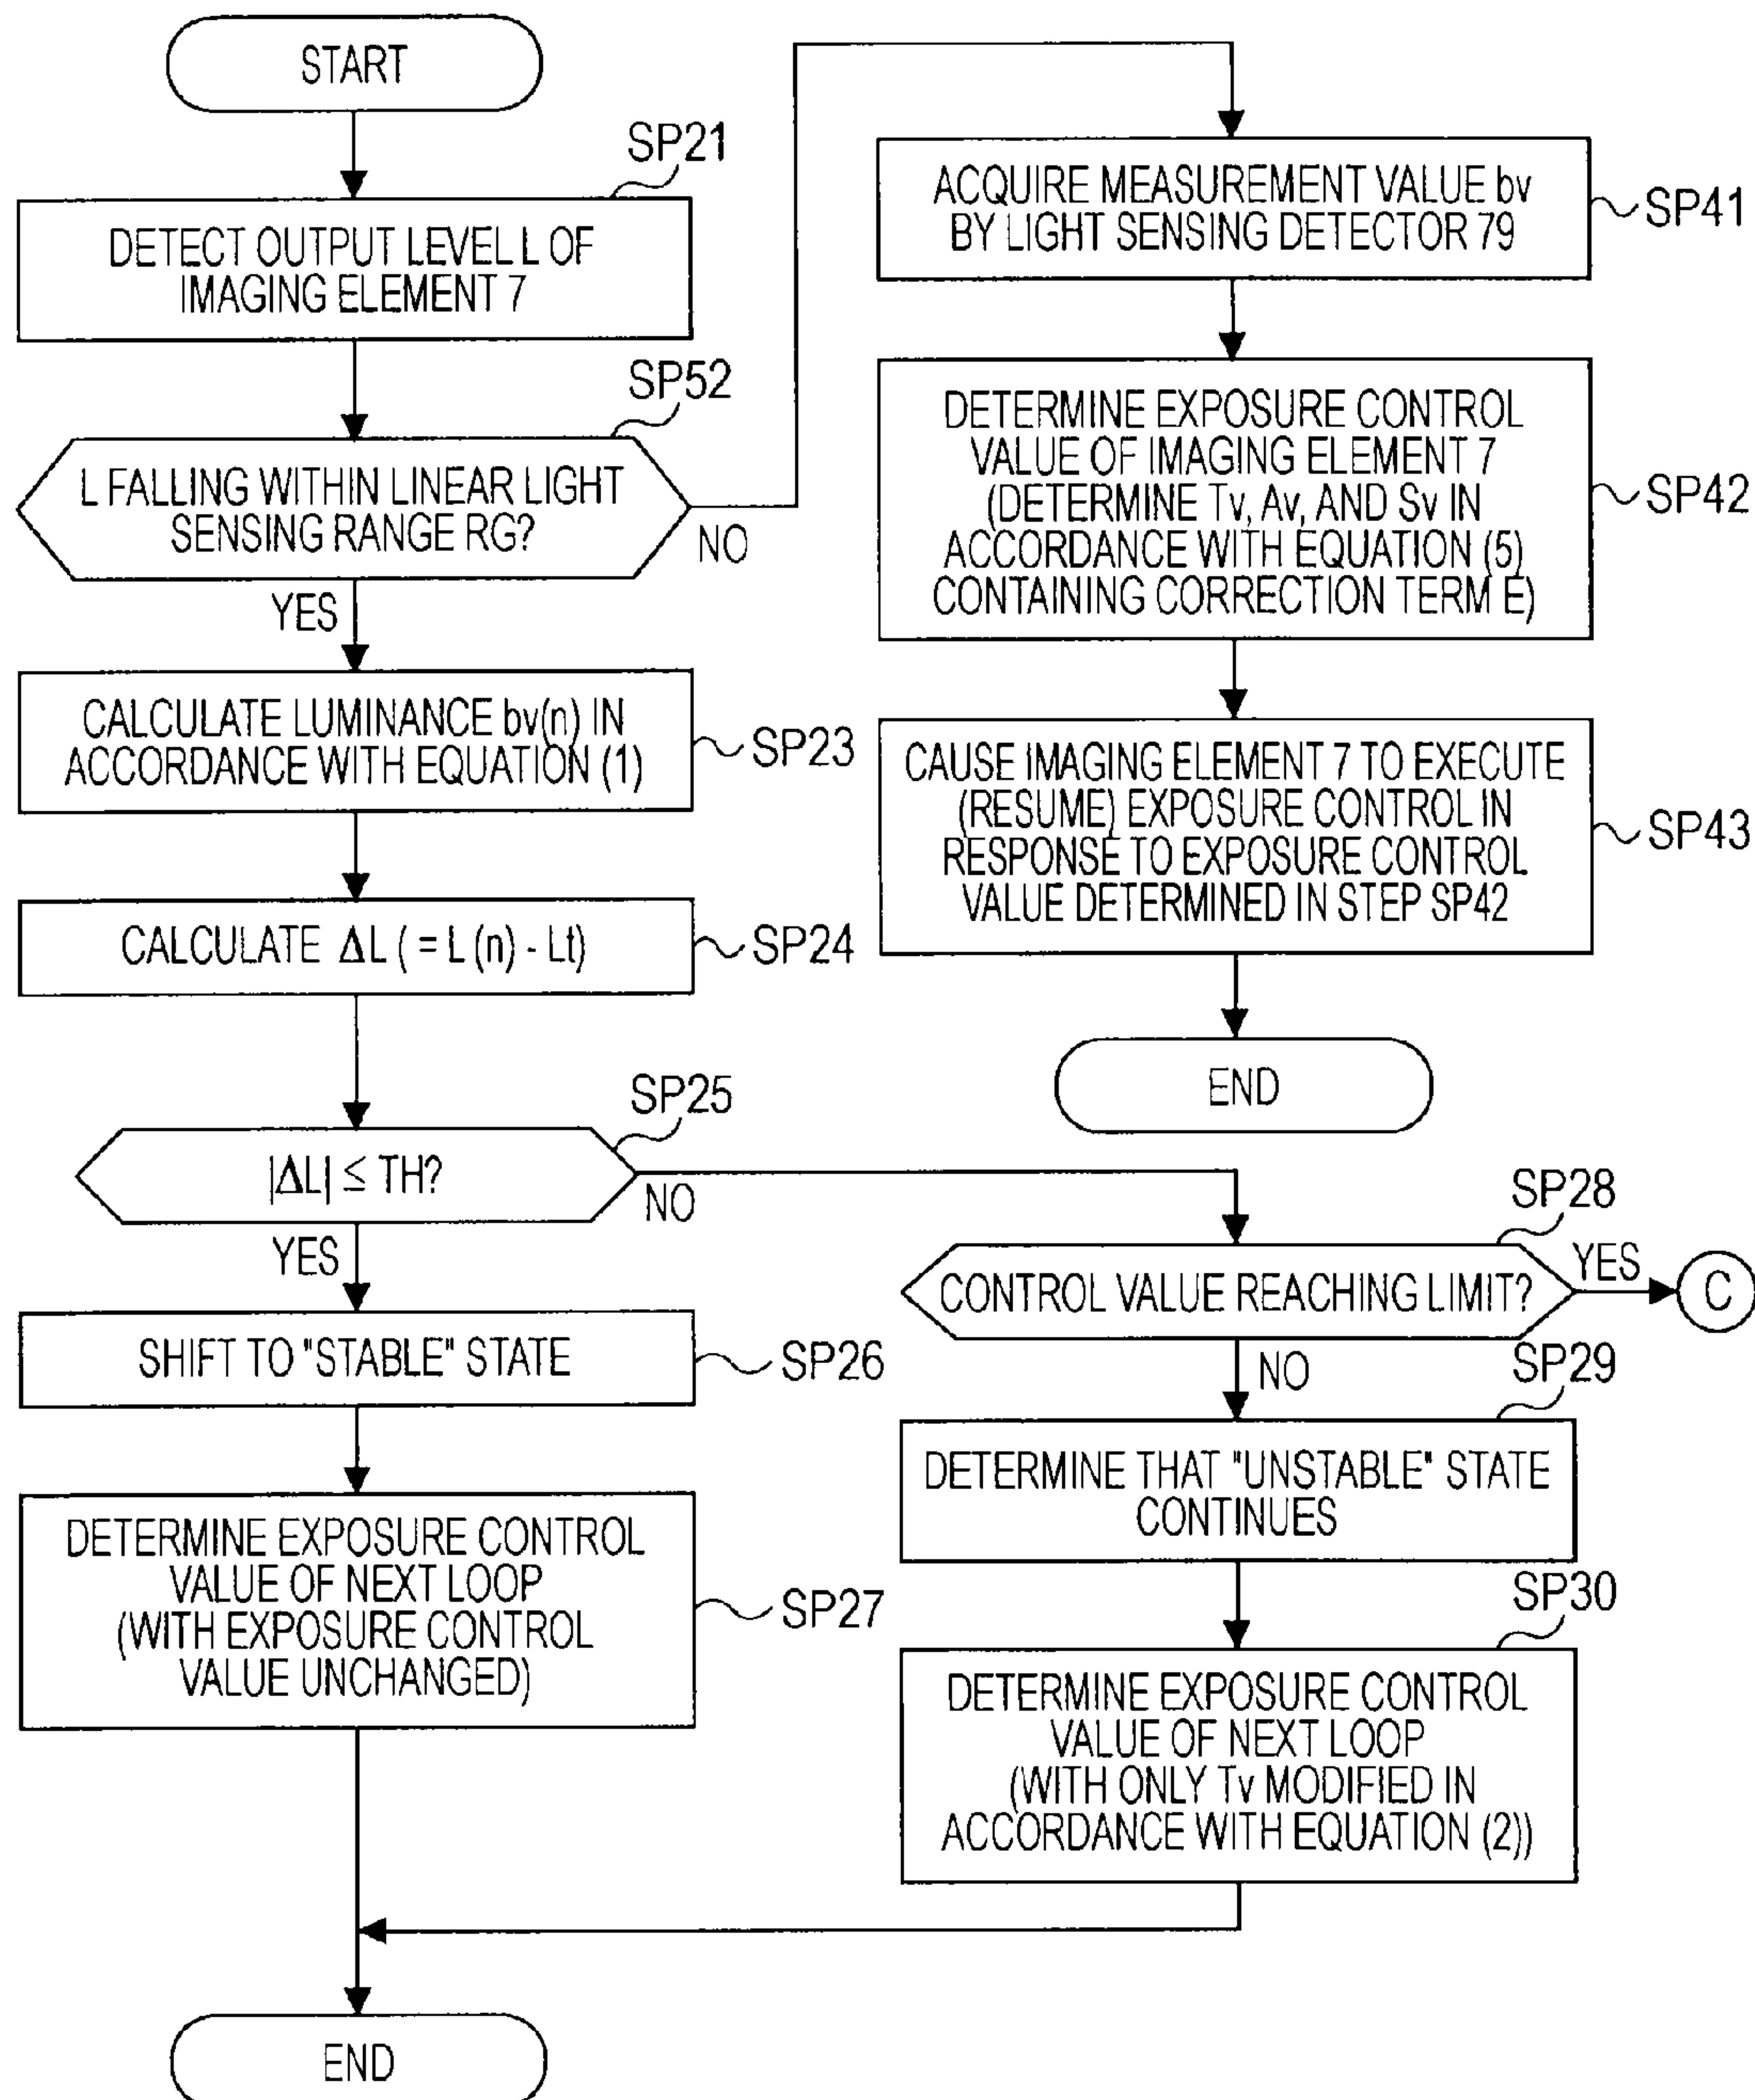 START
SP21
DETECT OUTPUT LEVEL L OF
IMAGING ELEMENT 7
SP52
L FALLING WITHIN LINEAR LIGHT
SENSING RANGE RG?
NO
YES
CALCULATE LUMINANCE bv(n) IN
ACCORDANCE WITH EQUATION (1)
SP23
CALCULATE ΔL ( = L (n) - Lt)
SP24
SP25
|ΔL| ≤ TH?
NO
YES
SHIFT TO "STABLE" STATE
SP26
DETERMINE EXPOSURE CONTROL
VALUE OF NEXT LOOP
(WITH EXPOSURE CONTROL
VALUE UNCHANGED)
SP27
END
ACQUIRE MEASUREMENT VALUE bv
BY LIGHT SENSING DETECTOR 79
SP41
DETERMINE EXPOSURE CONTROL
VALUE OF IMAGING ELEMENT 7
(DETERMINE Tv, Av, AND Sv IN
ACCORDANCE WITH EQUATION (5)
CONTAINING CORRECTION TERM E)
SP42
CAUSE IMAGING ELEMENT 7 TO EXECUTE
(RESUME) EXPOSURE CONTROL IN
RESPONSE TO EXPOSURE CONTROL
VALUE DETERMINED IN STEP SP42
SP43
END
SP28
CONTROL VALUE REACHING LIMIT?
YES
C
NO
SP29
DETERMINE THAT "UNSTABLE" STATE
CONTINUES
SP30
DETERMINE EXPOSURE CONTROL
VALUE OF NEXT LOOP
(WITH ONLY Tv MODIFIED IN
ACCORDANCE WITH EQUATION (2))